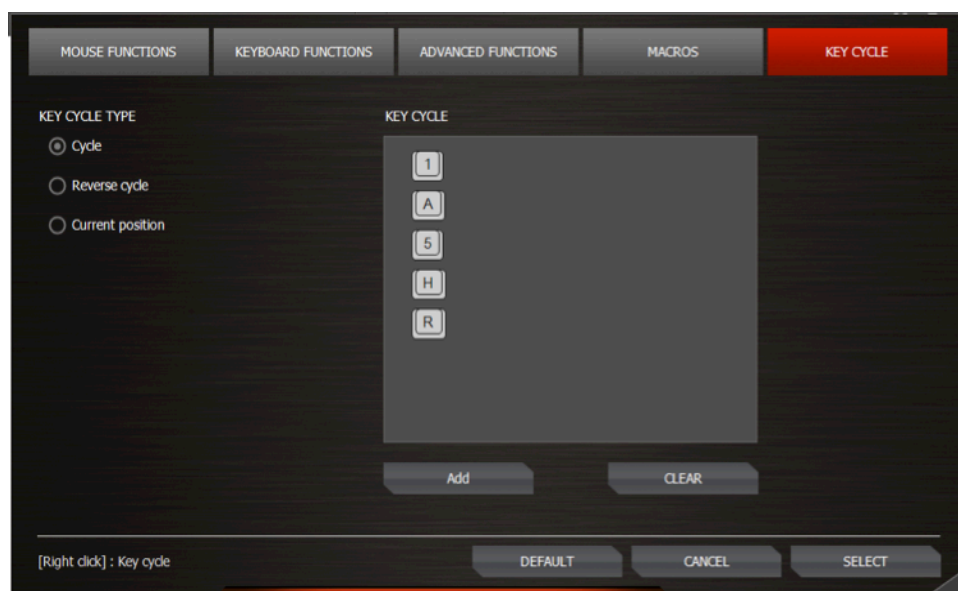 MOUSE FUNCTIONS KEYBOARD FUNCTIONS ADVANCED FUNCTIONS MACROS KEY CYCLE
KEY CYCLE TYPE
Cycle
Reverse cycle
Current position
KEY CYCLE
1
A
5
H
R
Add CLEAR
[Right click] : Key cycle DEFAULT CANCEL SELECT